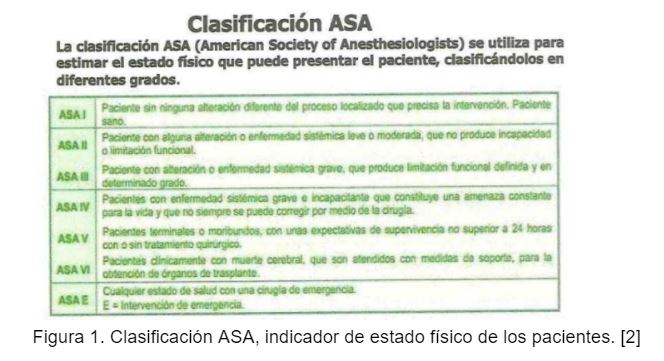 Clasificación ASA
La clasificación ASA (American Society of Anesthesiologists) se utiliza para
estimar el estado físico que puede presentar el paciente, clasificándolos en
diferentes grados.
ASA I Paciente sin ninguna alteración diferente del proceso localizado que precisa la intervención. Paciente
sano.
ASA II Paciente con alguna alteración o enfermedad sistémica leve o moderada, que no produce incapacidad
o limitación funcional.
ASA III Paciente con alteración o enfermedad sistémica grave, que produce limitación funcional definida y en
determinado grado.
ASA IV Pacientes con enfermedad sistémica grave e incapacitante que constituye una amenaza constante
para la vida y que no siempre se puede corregir por medio de la cirugía.
ASA V Pacientes terminales o moribundos, con unas expectativas de supervivencia no superior a 24 horas
con o sin tratamiento quirúrgico.
ASA VI Pacientes clínicamente con muerte cerebral, que son atendidos con medidas de soporte, para la
obtención de órganos de trasplante.
ASA E Cualquier estado de salud con una cirugía de emergencia.
E = Intervención de emergencia.
Figura 1. Clasificación ASA, indicador de estado físico de los pacientes. [2]